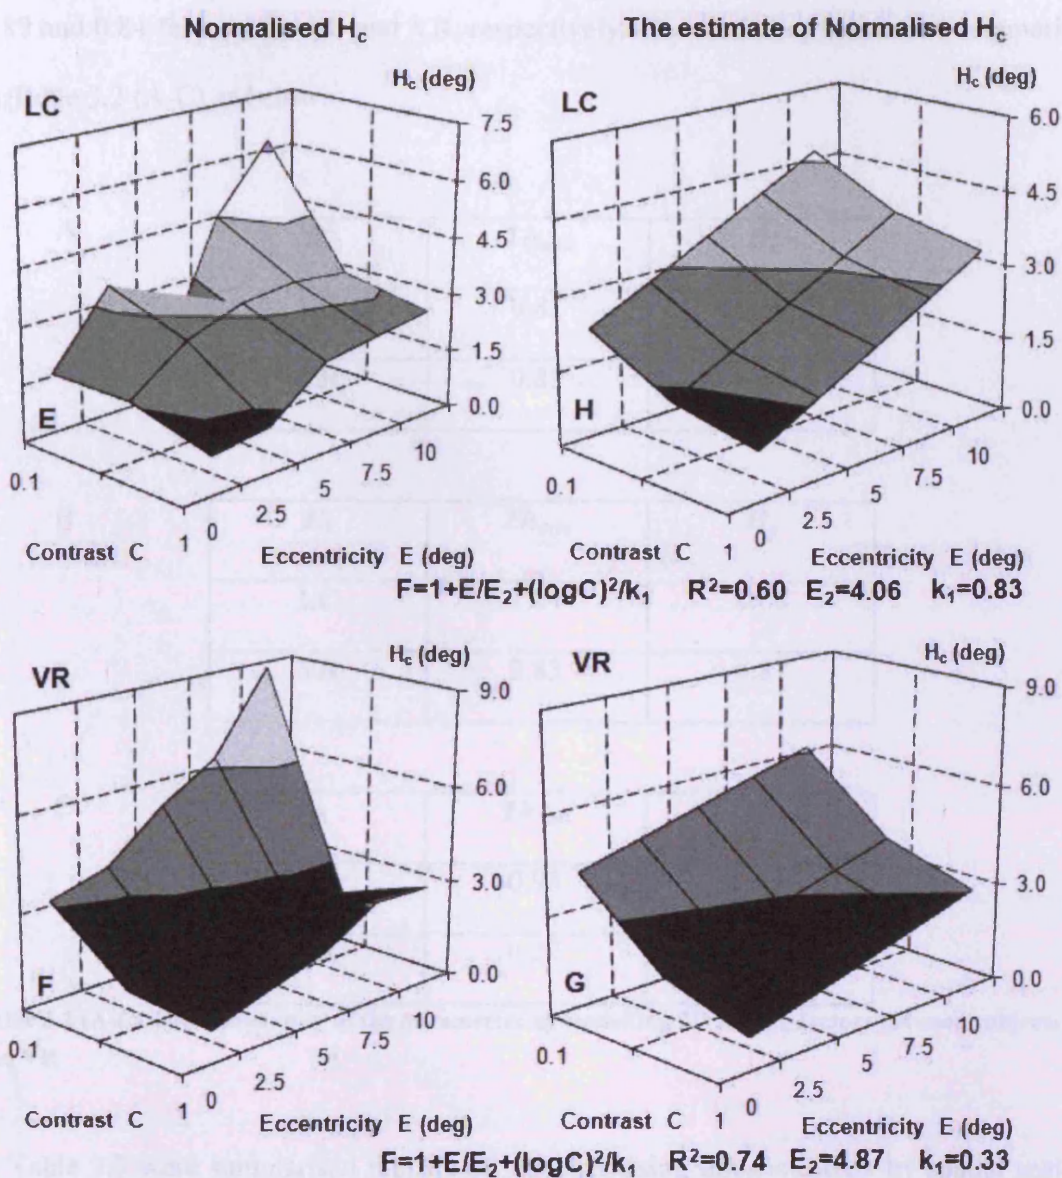 Normalised Hc The estimate of Normalised Hc
LC
Hc (deg)
7.5
6.0
4.5
3.0
1.5
0.0
E
0.1
1
0
2.5
5
7.5
10
Contrast C
Eccentricity E (deg)
LC
Hc (deg)
6.0
4.5
3.0
1.5
0.0
H
0.1
1
0
2.5
5
7.5
10
Contrast C
Eccentricity E (deg)
F=1+E/E2+(logC)²/k1 R²=0.60 E2=4.06 k1=0.83
VR
Hc (deg)
9.0
6.0
3.0
0.0
F
0.1
1
0
2.5
5
7.5
10
Contrast C
Eccentricity E (deg)
VR
Hc (deg)
9.0
6.0
3.0
0.0
G
0.1
1
0
2.5
5
7.5
10
Contrast C
Eccentricity E (deg)
F=1+E/E2+(logC)²/k1 R²=0.74 E2=4.87 k1=0.33